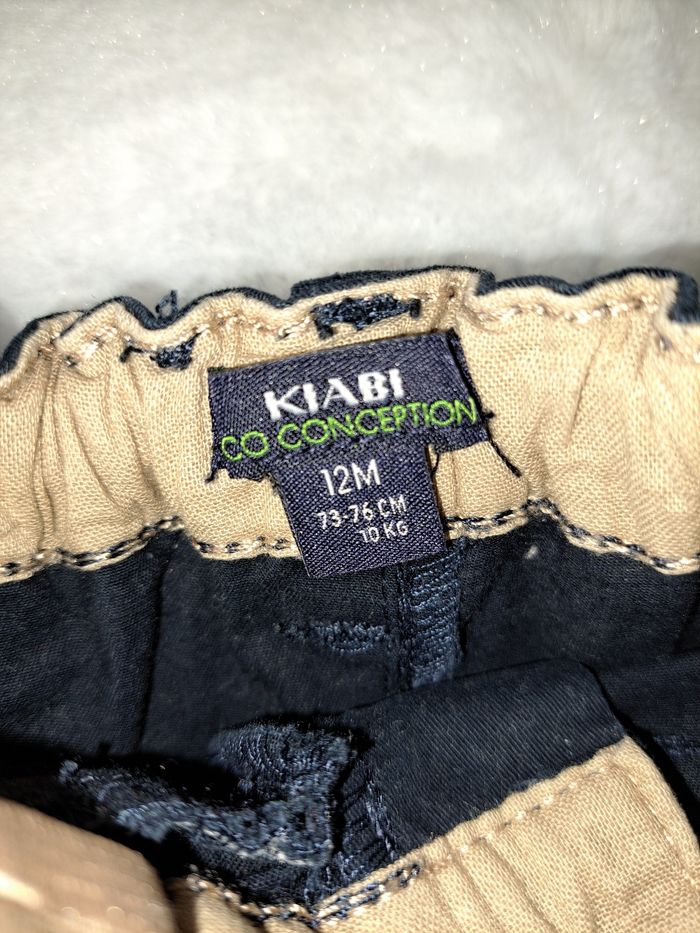 KIABI
CO CONCEPTION
12M
73-76 CM
10 KG